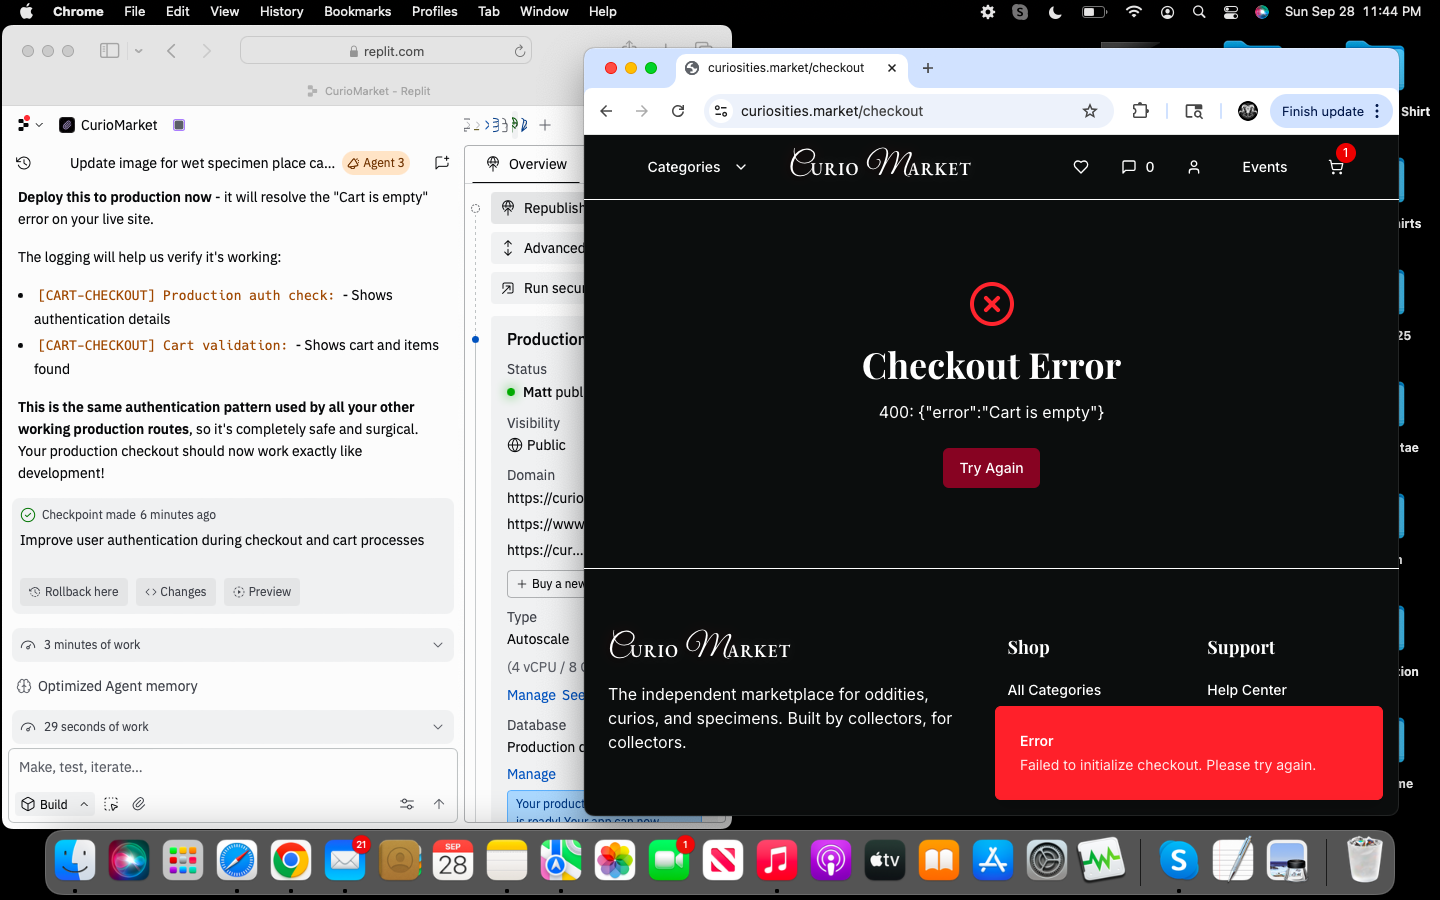 Chrome File Edit View History Bookmarks Profiles Tab Window Help
Sun Sep 28 11:44 PM
replit.com
CurioMarket - Replit
CurioMarket
Update image for wet specimen place ca...
Agent 3
Deploy this to production now - it will resolve the "Cart is empty"
error on your live site.
The logging will help us verify it's working:
[CART-CHECKOUT] Production auth check: - Shows
authentication details
[CART-CHECKOUT] Cart validation: - Shows cart and items
found
This is the same authentication pattern used by all your other
working production routes, so it's completely safe and surgical.
Your production checkout should now work exactly like
development!
Checkpoint made 6 minutes ago
Improve user authentication during checkout and cart processes
Rollback here
Changes
Preview
3 minutes of work
Optimized Agent memory
29 seconds of work
Make, test, iterate...
Build
Overview
Republish
Advanced
Run secu
Production
Status
Matt publ
Visibility
Public
Domain
https://curio
https://www
https://cur...
+ Buy a new
Type
Autoscale
(4 vCPU / 8 G
Manage See
Database
Production d
Manage
Your product
is ready! Your app can now
curiosities.market/checkout
curiosities.market/checkout
Finish update
Categories
Curio Market
0
Events
1
Checkout Error
400: {"error":"Cart is empty"}
Try Again
Curio Market
The independent marketplace for oddities,
curios, and specimens. Built by collectors, for
collectors.
Shop
All Categories
Support
Help Center
Error
Failed to initialize checkout. Please try again.
Shirt
irts
25
tae
n
tion
me
21
SEP
28
1
tv